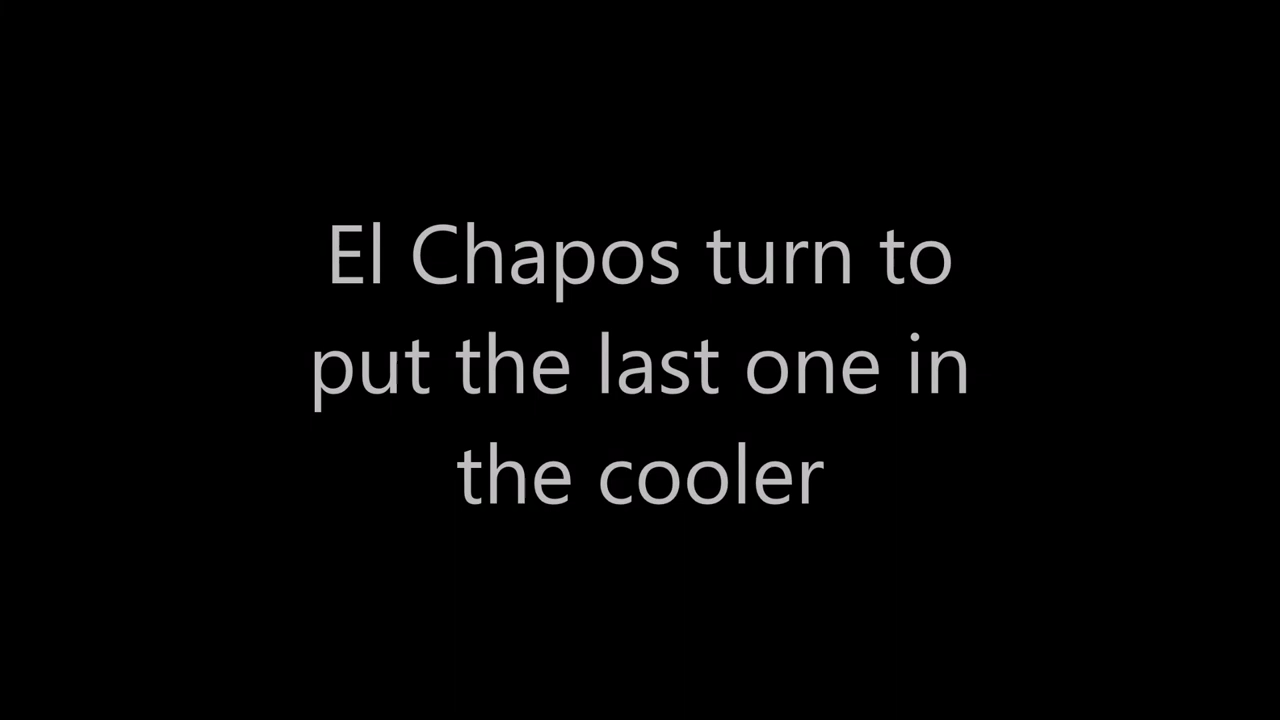 El Chapos turn to
put the last one in
the cooler